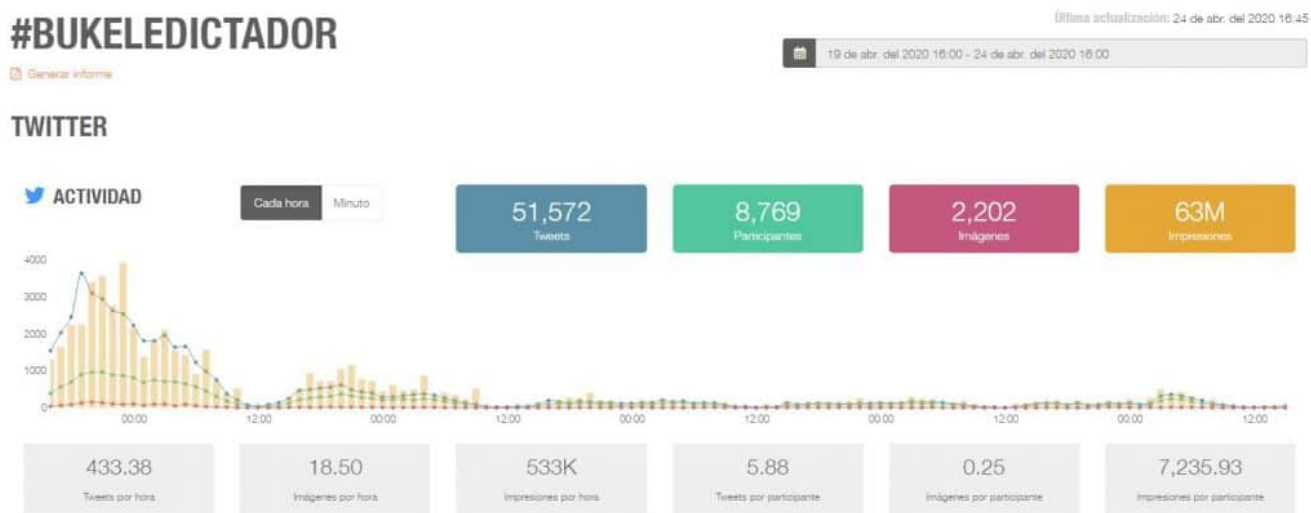 #BUKELEDICTADOR
Última actualización: 24 de abr. del 2020 16:45
19 de abr. del 2020 16:00 - 24 de abr. del 2020 16:00
Generar informe
TWITTER
ACTIVIDAD
Cada hora Minuto
51,572
Tweets
8,769
Participantes
2,202
Imágenes
63M
Impresiones
4000
3000
2000
1000
0
00:00 12:00 00:00 12:00 00:00 12:00 00:00 12:00 00:00 12:00
433.38
Tweets por hora
18.50
Imágenes por hora
533K
Impresiones por hora
5.88
Tweets por participante
0.25
Imágenes por participante
7,235.93
Impresiones por participante